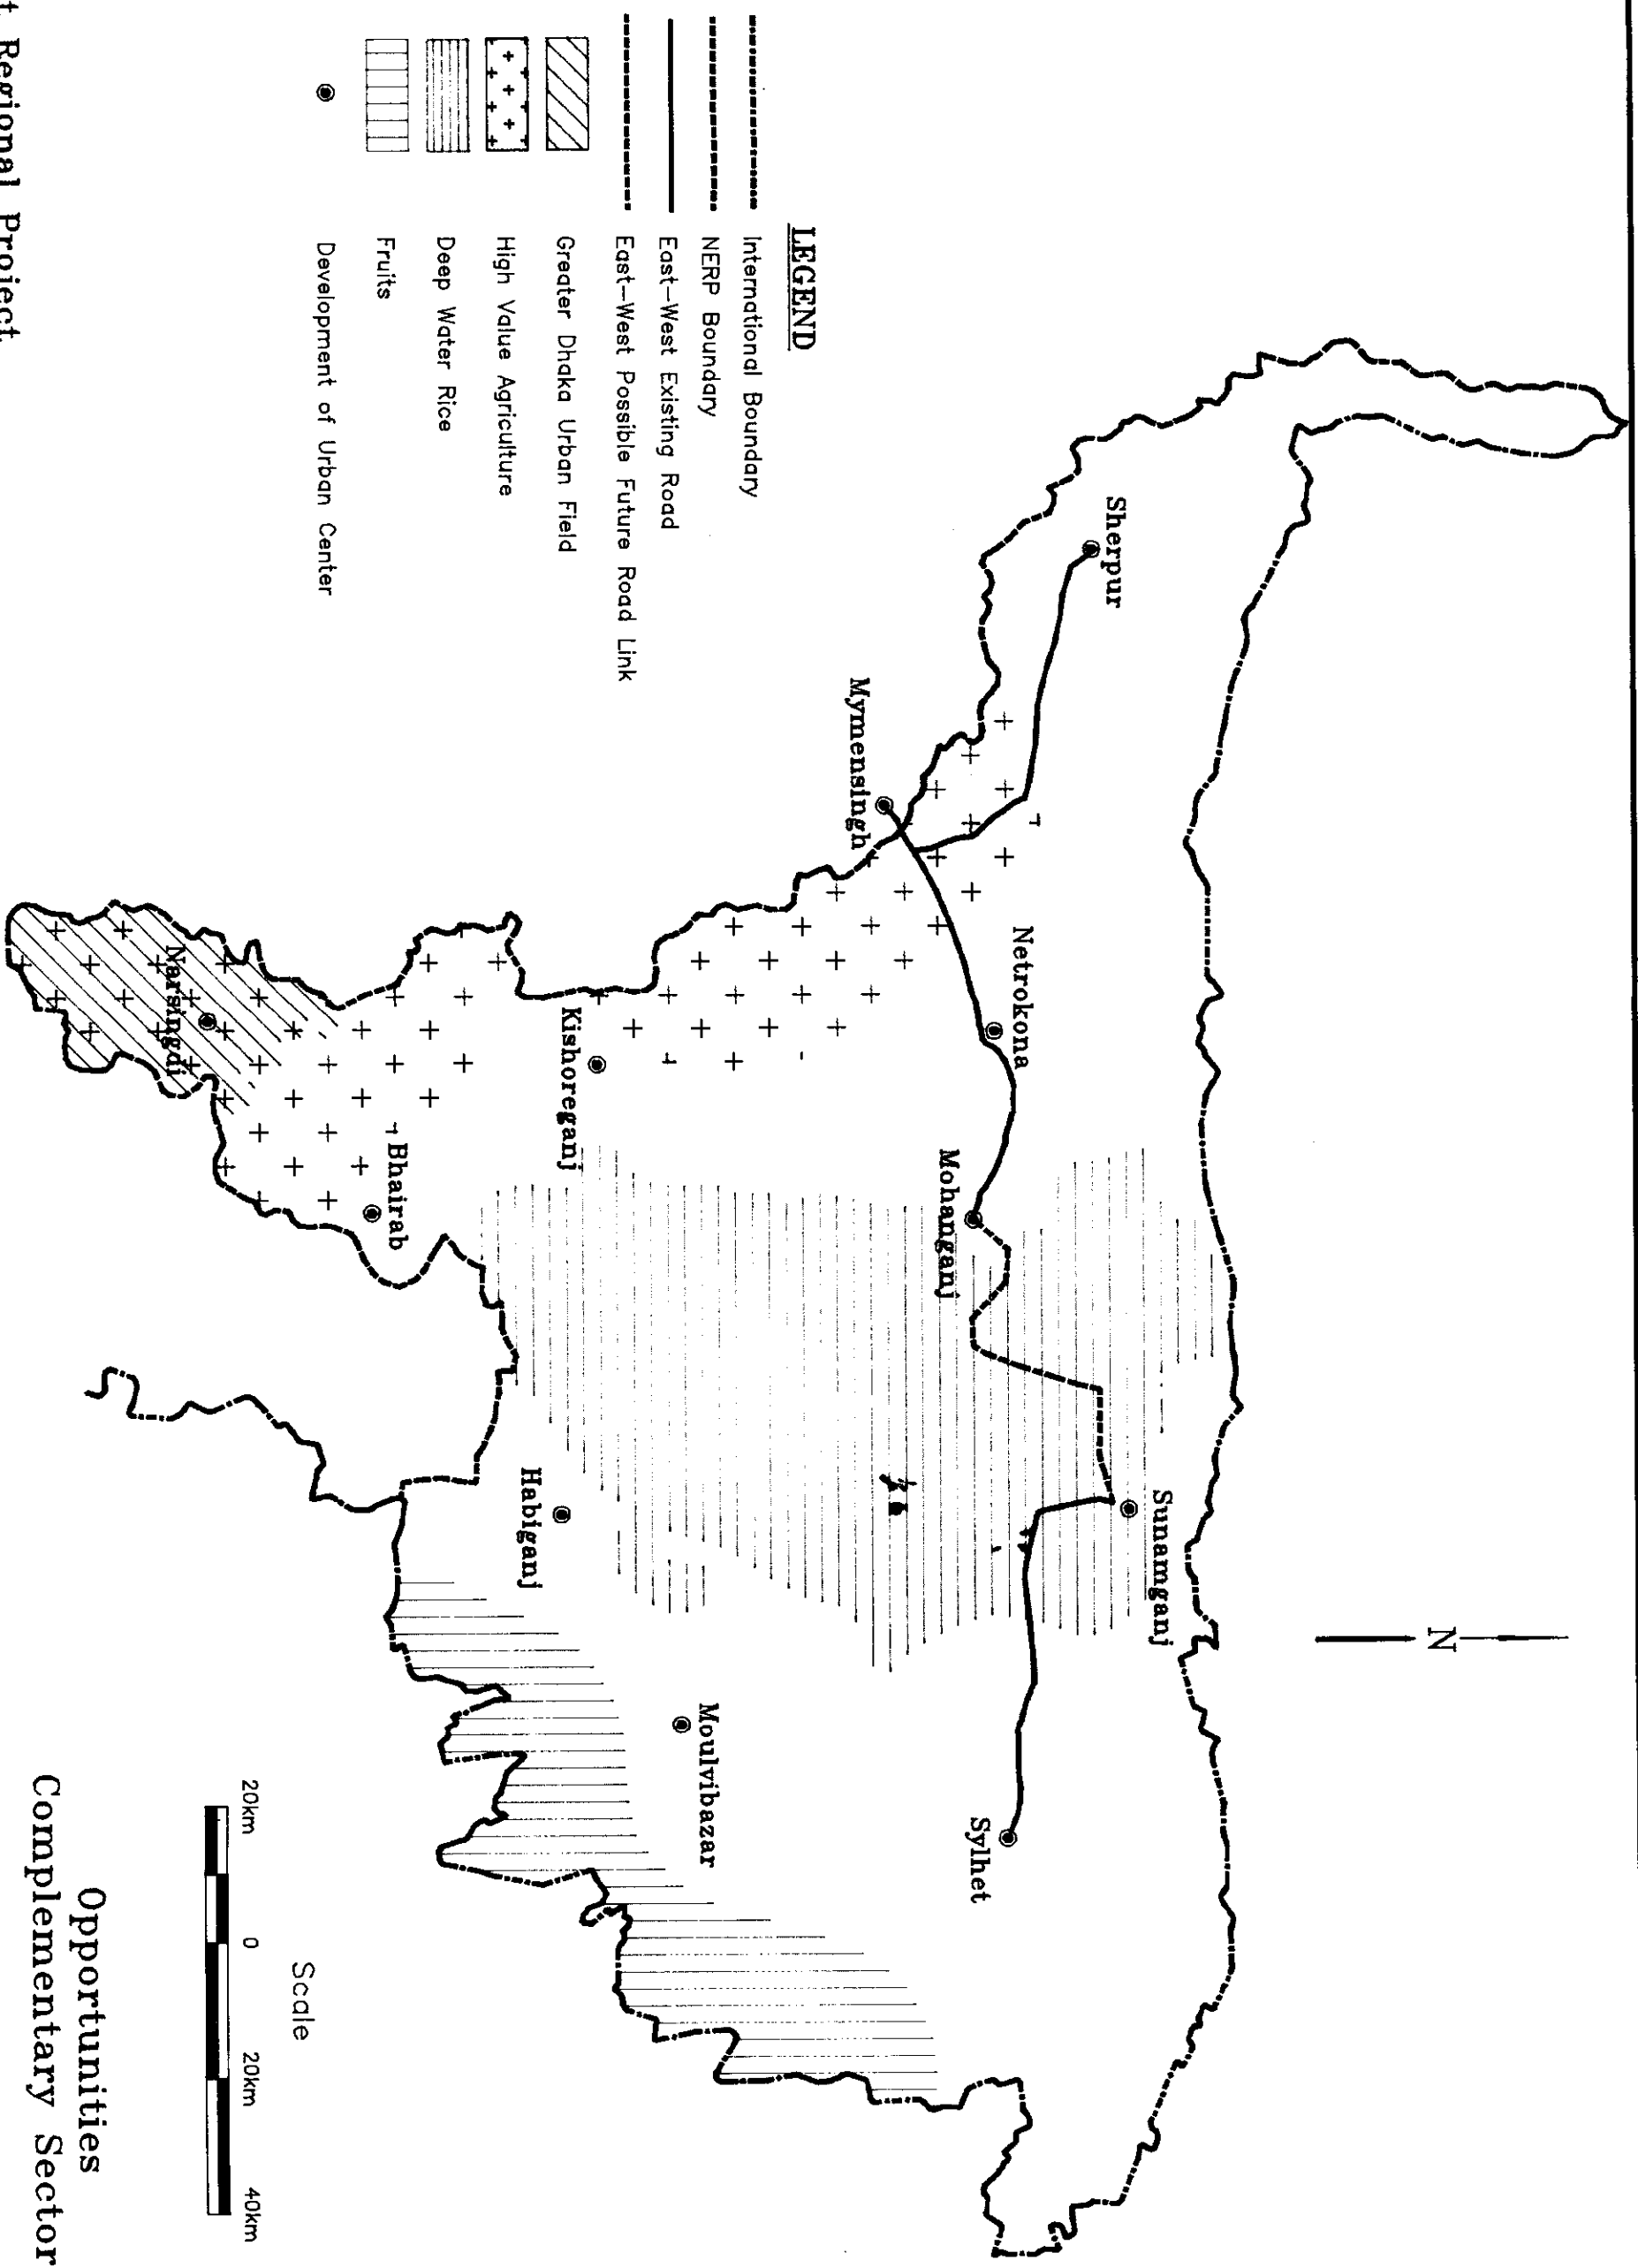 N
Sherpur
Mymensingh
Netrokona
Mohanganj
Sunamganj
Sylhet
Kishoreganj
Habiganj
Moulvibazar
Bhairab
Narsingdi
LEGEND
International Boundary
NERP Boundary
East-West Existing Road
East-West Possible Future Road Link
Greater Dhaka Urban Field
High Value Agriculture
Deep Water Rice
Fruits
Development of Urban Center
Scale
20km 0 20km 40km
Opportunities
Complementary Sector
Regional Project